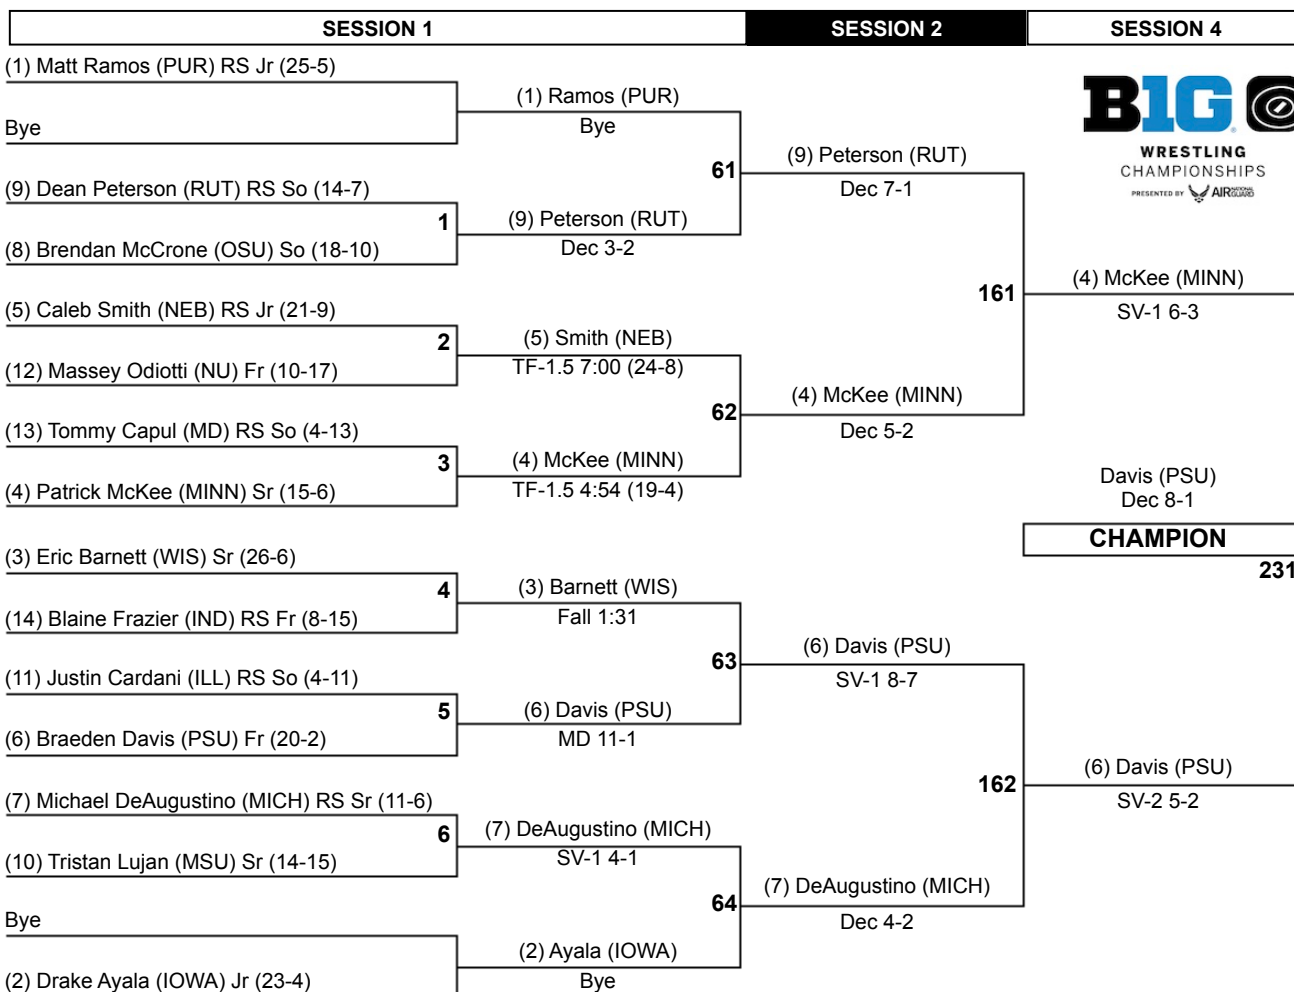 SESSION 1
SESSION 2
SESSION 4
(1) Matt Ramos (PUR) RS Jr (25-5)
Bye
(9) Dean Peterson (RUT) RS So (14-7)
1
(8) Brendan McCrone (OSU) So (18-10)
(5) Caleb Smith (NEB) RS Jr (21-9)
2
(12) Massey Odiotti (NU) Fr (10-17)
(13) Tommy Capul (MD) RS So (4-13)
3
(4) Patrick McKee (MINN) Sr (15-6)
(3) Eric Barnett (WIS) Sr (26-6)
4
(14) Blaine Frazier (IND) RS Fr (8-15)
(11) Justin Cardani (ILL) RS So (4-11)
5
(6) Braeden Davis (PSU) Fr (20-2)
(7) Michael DeAugustino (MICH) RS Sr (11-6)
6
(10) Tristan Lujan (MSU) Sr (14-15)
Bye
(2) Drake Ayala (IOWA) Jr (23-4)
(1) Ramos (PUR)
Bye
61
(9) Peterson (RUT)
Dec 3-2
(5) Smith (NEB)
TF-1.5 7:00 (24-8)
62
(4) McKee (MINN)
TF-1.5 4:54 (19-4)
(3) Barnett (WIS)
Fall 1:31
63
(6) Davis (PSU)
MD 11-1
(7) DeAugustino (MICH)
SV-1 4-1
64
(2) Ayala (IOWA)
Bye
(9) Peterson (RUT)
Dec 7-1
161
(4) McKee (MINN)
Dec 5-2
(6) Davis (PSU)
SV-1 8-7
162
(7) DeAugustino (MICH)
Dec 4-2
B1G
WRESTLING
CHAMPIONSHIPS
PRESENTED BY AIR NATIONAL GUARD
(4) McKee (MINN)
SV-1 6-3
Davis (PSU)
Dec 8-1
CHAMPION
231
(6) Davis (PSU)
SV-2 5-2